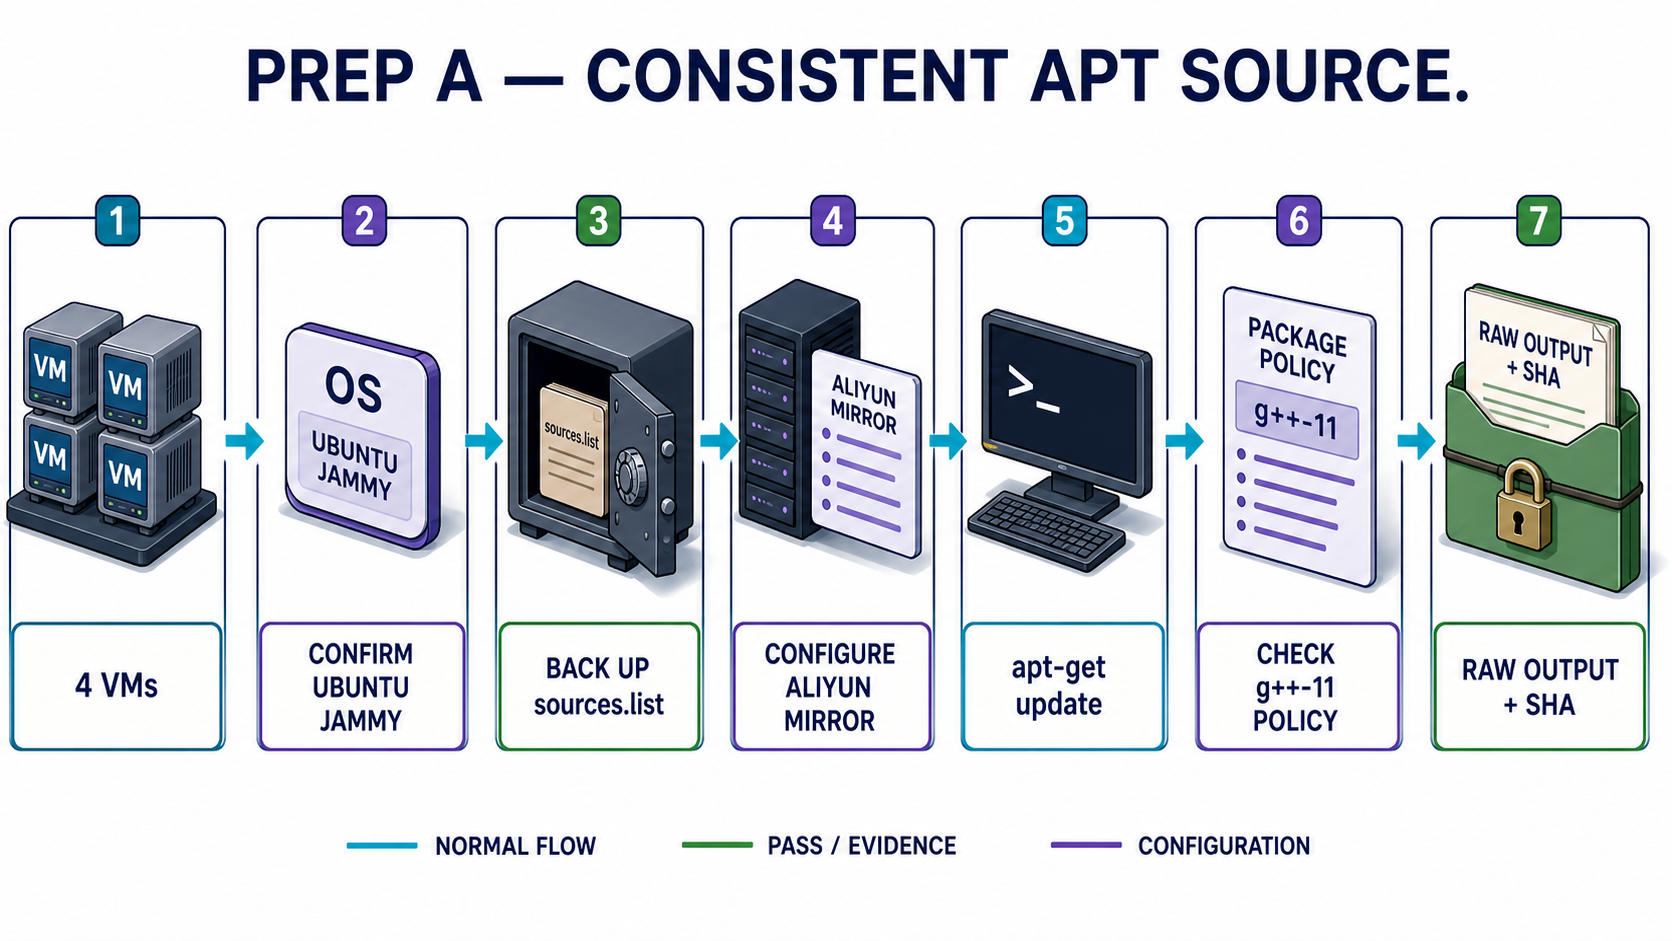 PREP A — CONSISTENT APT SOURCE.
1
2
3
4
5
6
7
VM
VM
VM
VM
OS
UBUNTU
JAMMY
sources.list
ALIYUN
MIRROR
>_
PACKAGE
POLICY
g++-11
RAW OUTPUT
+ SHA
4 VMs
CONFIRM
UBUNTU
JAMMY
BACK UP
sources.list
CONFIGURE
ALIYUN
MIRROR
apt-get
update
CHECK
g++-11
POLICY
RAW OUTPUT
+ SHA
NORMAL FLOW
PASS / EVIDENCE
CONFIGURATION